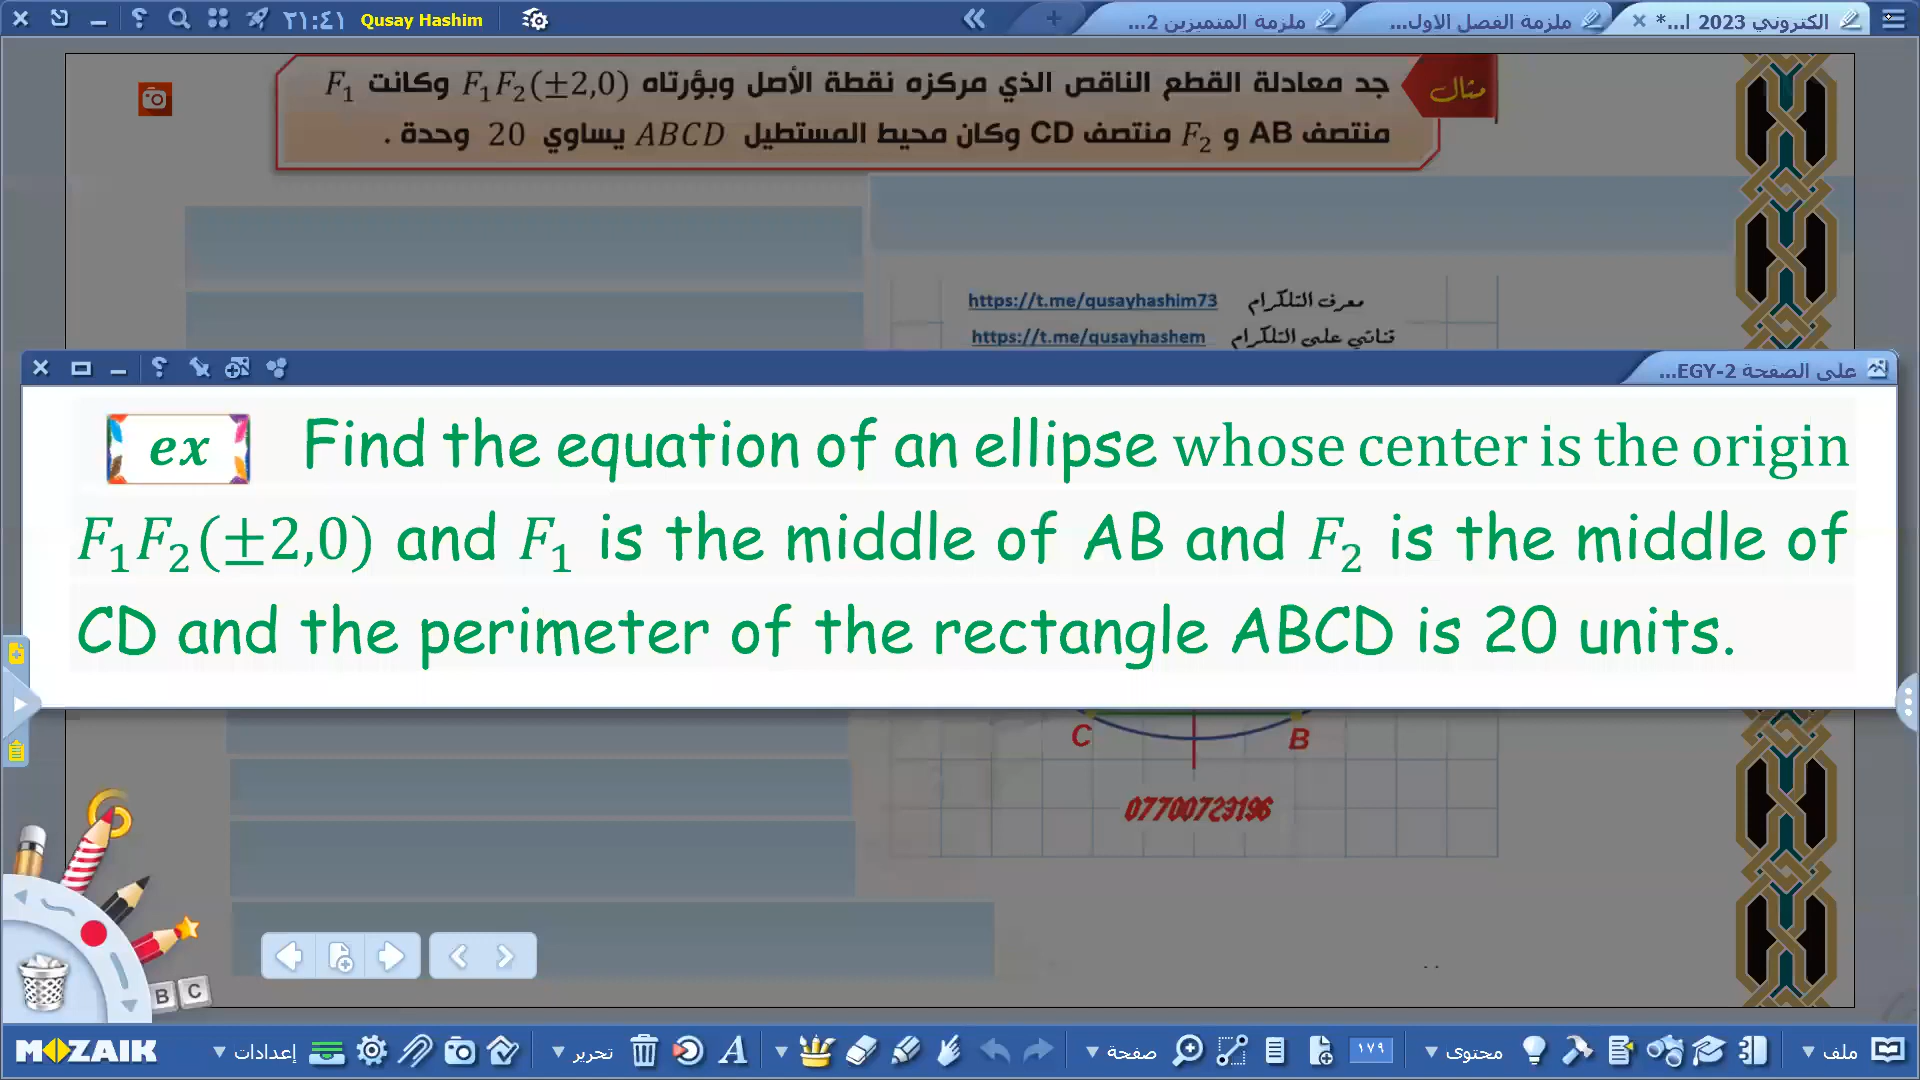 ٢١:٤١ Qusay Hashim
ملزمة المتميزين 2...
ملزمة الفصل الاول...
الكتروني 2023 ا...*
مثال
جد معادلة القطع الناقص الذي مركزه نقطة الأصل وبؤرتاه F₁F₂(±2,0) وكانت F₁
منتصف AB و F₂ منتصف CD وكان محيط المستطيل ABCD يساوي 20 وحدة .
معرف التلكرام https://t.me/qusayhashim73
قناتي على التلكرام https://t.me/qusayhashem
على الصفحة EGY-2...
ex Find the equation of an ellipse whose center is the origin
F₁F₂(±2,0) and F₁ is the middle of AB and F₂ is the middle of
CD and the perimeter of the rectangle ABCD is 20 units.
C B
07700723196
B C
MOZAIK
إعدادات
تحرير
صفحة
١٧٩
محتوى
ملف